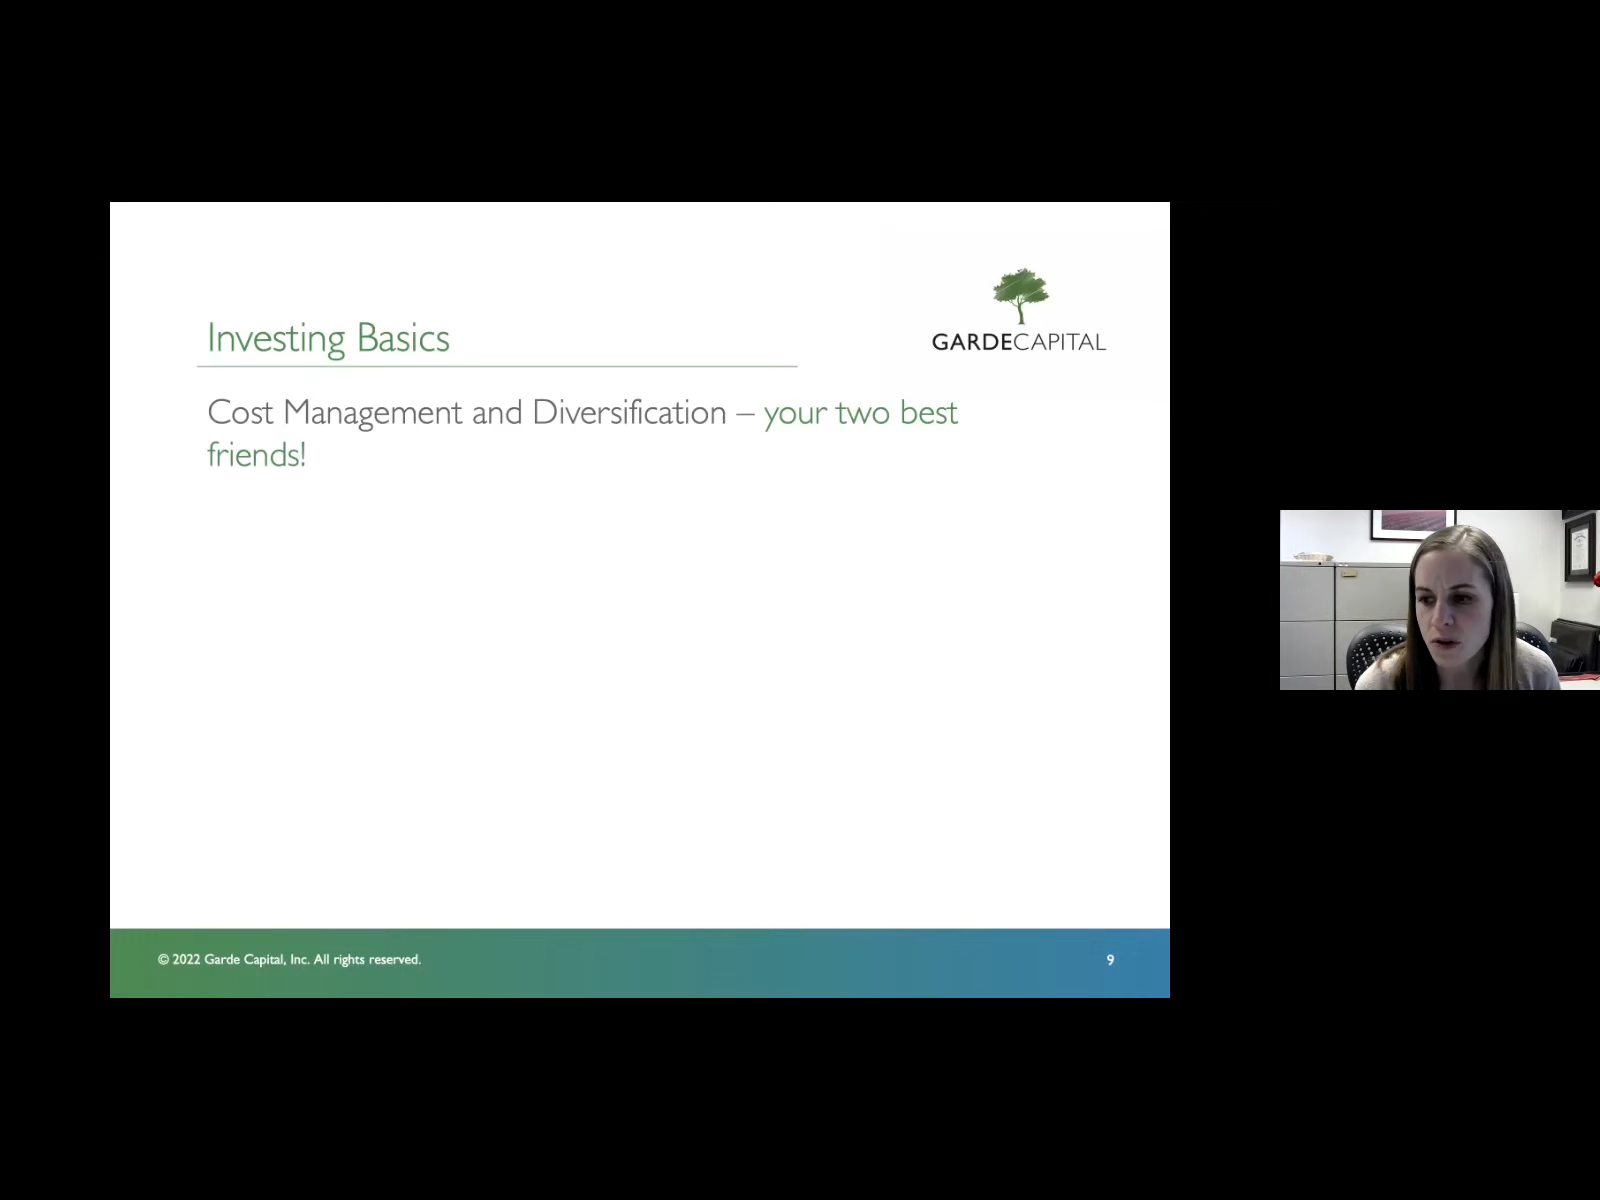 GARDECAPITAL
Investing Basics
Cost Management and Diversification – your two best
friends!
© 2022 Garde Capital, Inc. All rights reserved.
9